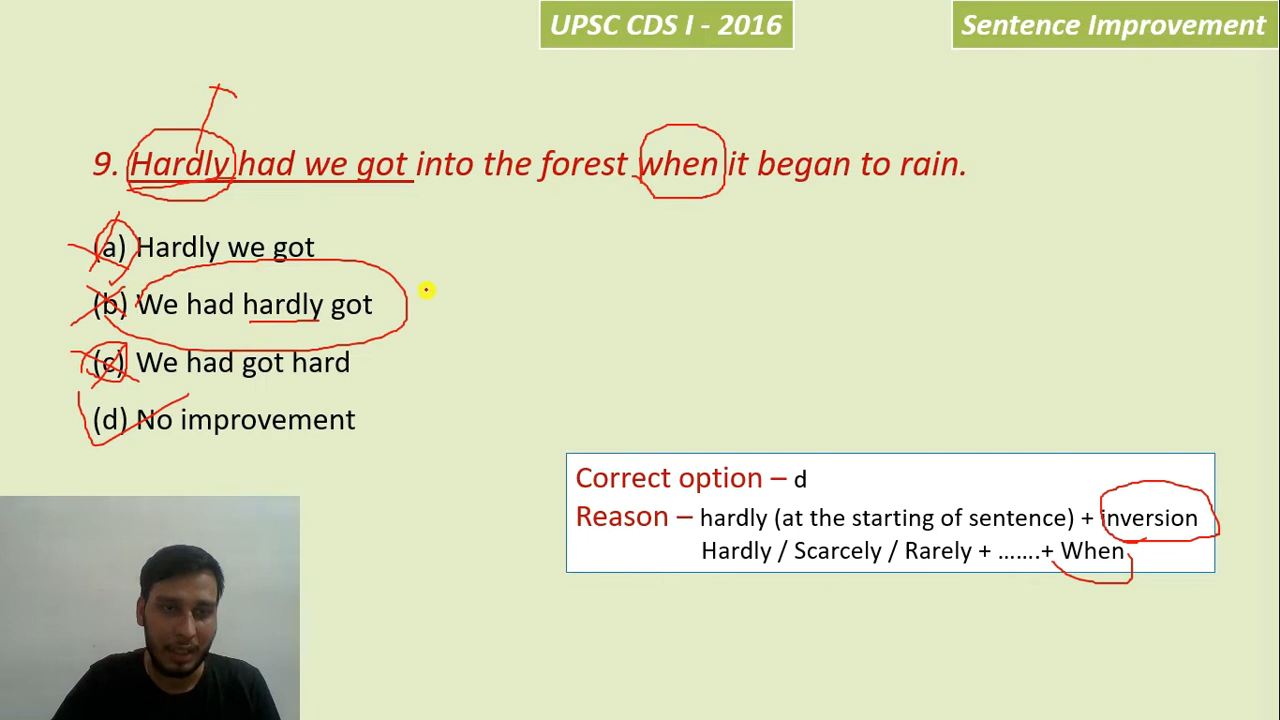 UPSC CDS I - 2016
Sentence Improvement
9. Hardly had we got into the forest when it began to rain.
(a) Hardly we got
(b) We had hardly got
(c) We had got hard
(d) No improvement
Correct option – d
Reason – hardly (at the starting of sentence) + inversion
Hardly / Scarcely / Rarely + …….+ When